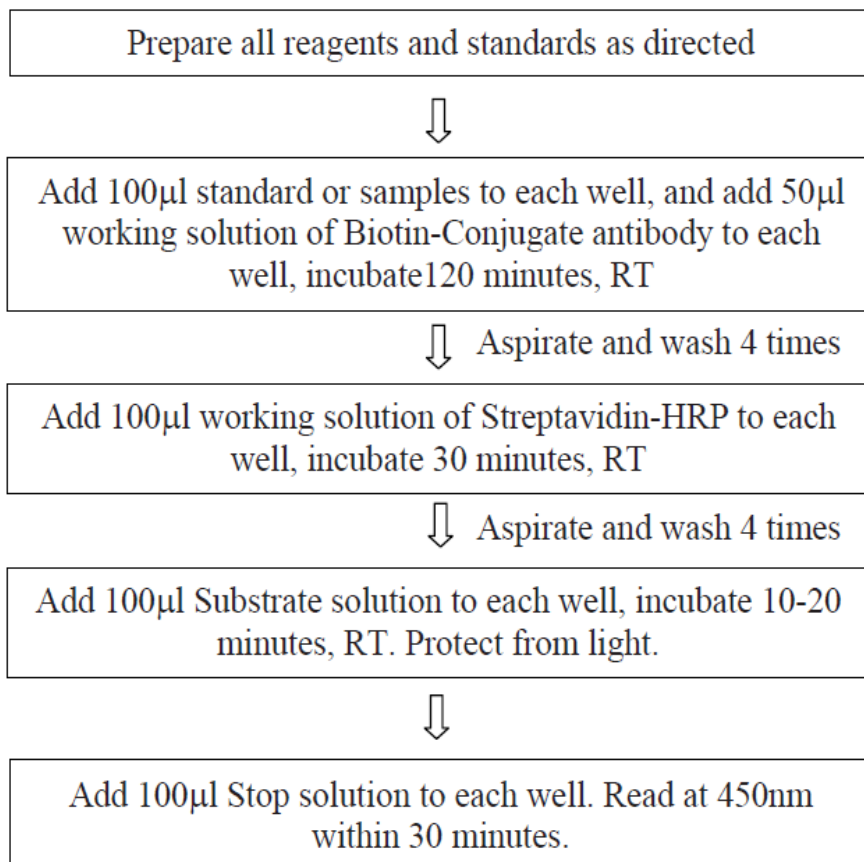 Prepare all reagents and standards as directed
Add 100μl standard or samples to each well, and add 50μl
working solution of Biotin-Conjugate antibody to each
well, incubate120 minutes, RT
Aspirate and wash 4 times
Add 100μl working solution of Streptavidin-HRP to each
well, incubate 30 minutes, RT
Aspirate and wash 4 times
Add 100μl Substrate solution to each well, incubate 10-20
minutes, RT. Protect from light.
Add 100μl Stop solution to each well. Read at 450nm
within 30 minutes.